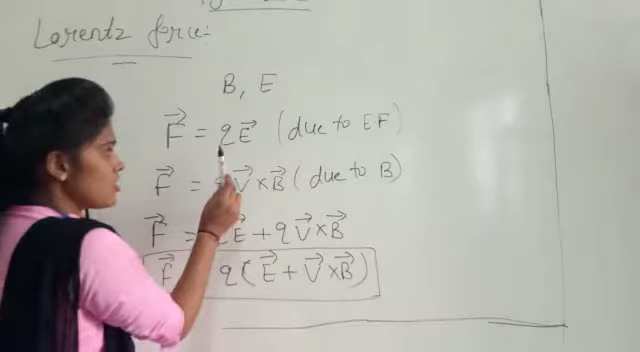 Lorentz force:-
B, E
F⃗ = qE⃗ (due to EF)
F⃗ = qV⃗ × B⃗ (due to B)
F⃗ = qE⃗ + qV⃗ × B⃗
F⃗ = q(E⃗ + V⃗ × B⃗)